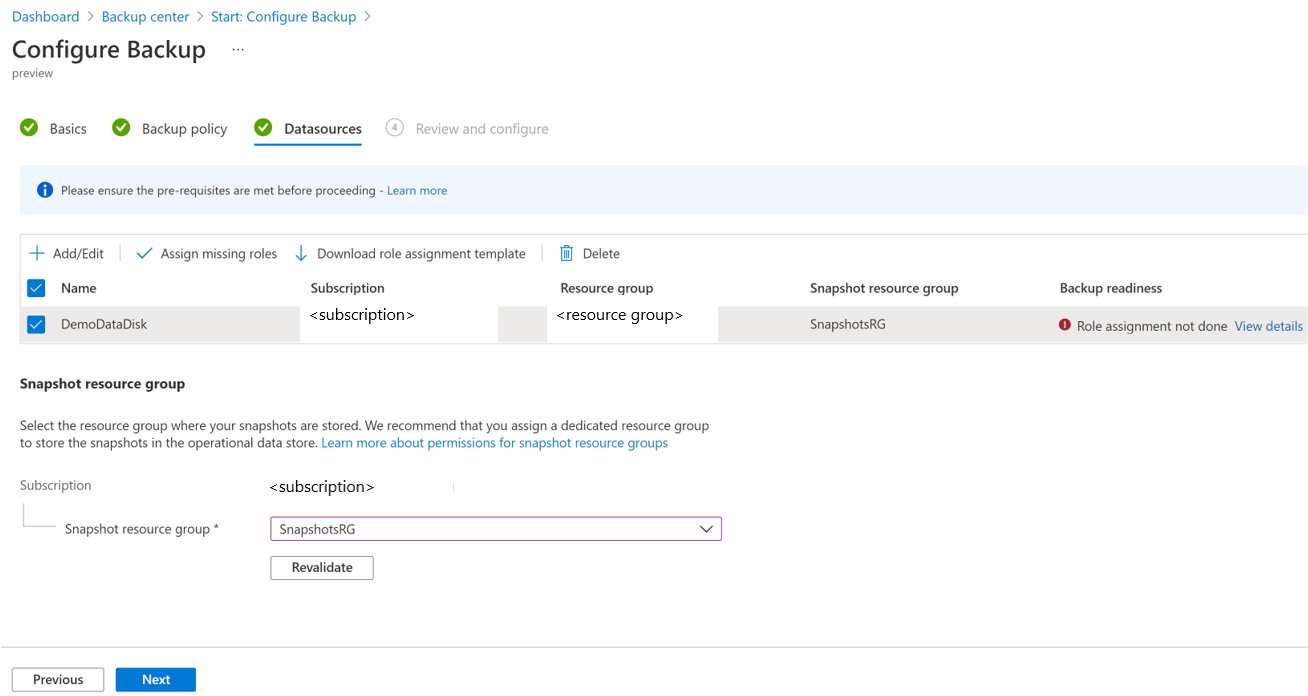 Dashboard > Backup center > Start: Configure Backup >
Configure Backup ...
preview
Basics Backup policy Datasources 4 Review and configure
Please ensure the pre-requisites are met before proceeding - Learn more
Add/Edit Assign missing roles Download role assignment template Delete
Name Subscription Resource group Snapshot resource group Backup readiness
DemoDataDisk <subscription> <resource group> SnapshotsRG Role assignment not done View details
Snapshot resource group
Select the resource group where your snapshots are stored. We recommend that you assign a dedicated resource group
to store the snapshots in the operational data store. Learn more about permissions for snapshot resource groups
Subscription <subscription>
Snapshot resource group * SnapshotsRG
Revalidate
Previous Next